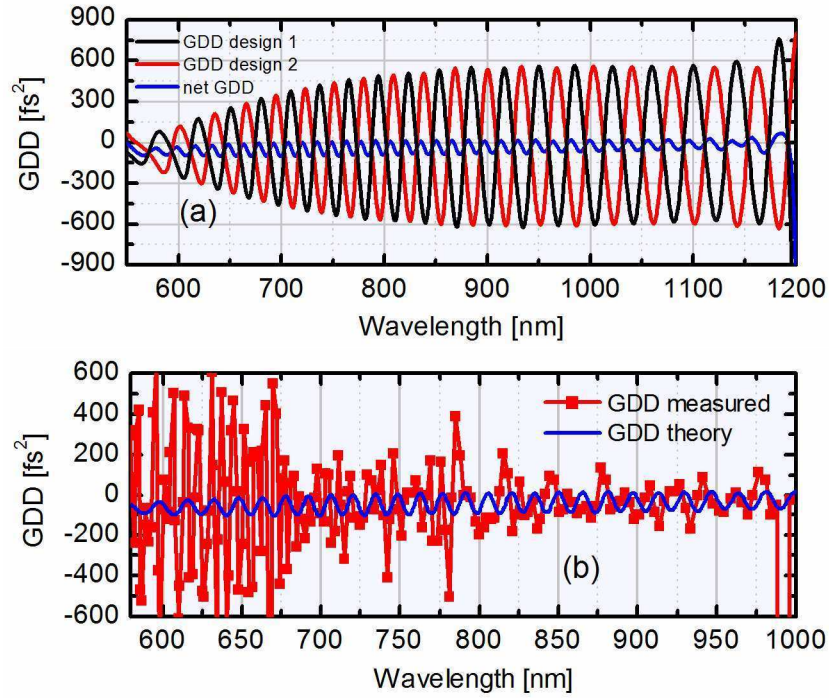 900
600
300
0
-300
-600
-900
GDD [fs²]
GDD design 1
GDD design 2
net GDD
(a)
600 700 800 900 1000 1100 1200
Wavelength [nm]
600
400
200
0
-200
-400
-600
GDD [fs²]
GDD measured
GDD theory
(b)
600 650 700 750 800 850 900 950 1000
Wavelength [nm]